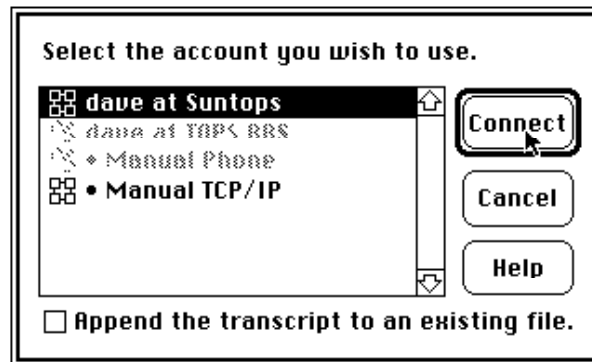 Select the account you wish to use.
dave at Suntops
dave at TOPS BBS
• Manual Phone
• Manual TCP/IP
Connect
Cancel
Help
Append the transcript to an existing file.